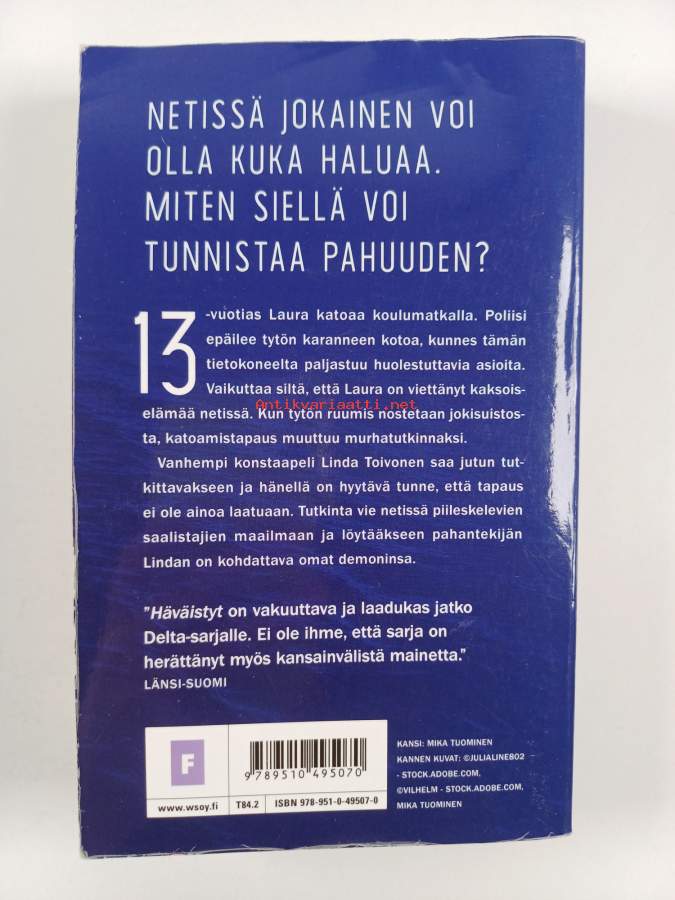 NETISSÄ JOKAINEN VOI
OLLA KUKA HALUAA.
MITEN SIELLÄ VOI
TUNNISTAA PAHUUDEN?
13 -vuotias Laura katoaa koulumatkalla. Poliisi
epäilee tytön karanneen kotoa, kunnes tämän
tietokoneelta paljastuu huolestuttavia asioita.
Vaikuttaa siltä, että Laura on viettänyt kaksois-
elämää netissä. Kun tytön ruumis nostetaan jokisuistos-
ta, katoamistapaus muuttuu murhatutkinnaksi.
Vanhempi konstaapeli Linda Toivonen saa jutun tut-
kittavakseen ja hänellä on hyytävä tunne, että tapaus
ei ole ainoa laatuaan. Tutkinta vie netissä piileskelevien
saalistajien maailmaan ja löytääkseen pahantekijän
Lindan on kohdattava omat demoninsa.
"Häväistyt on vakuuttava ja laadukas jatko
Delta-sarjalle. Ei ole ihme, että sarja on
herättänyt myös kansainvälistä mainetta."
LÄNSI-SUOMI
F
9 789510 495070
www.wsoy.fi
T84.2
ISBN 978-951-0-49507-0
KANSI: MIKA TUOMINEN
KANNEN KUVAT: ©JULIALINE802
- STOCK.ADOBE.COM,
©VILHELM - STOCK.ADOBE.COM,
MIKA TUOMINEN
Antikvariaatti.net